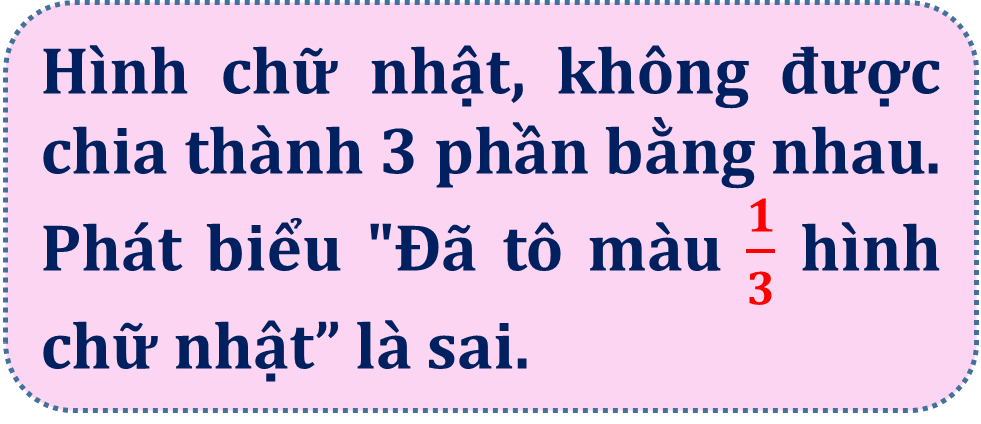 Hình chữ nhật, không được
chia thành 3 phần bằng nhau.
Phát biểu "Đã tô màu 1/3 hình
chữ nhật” là sai.